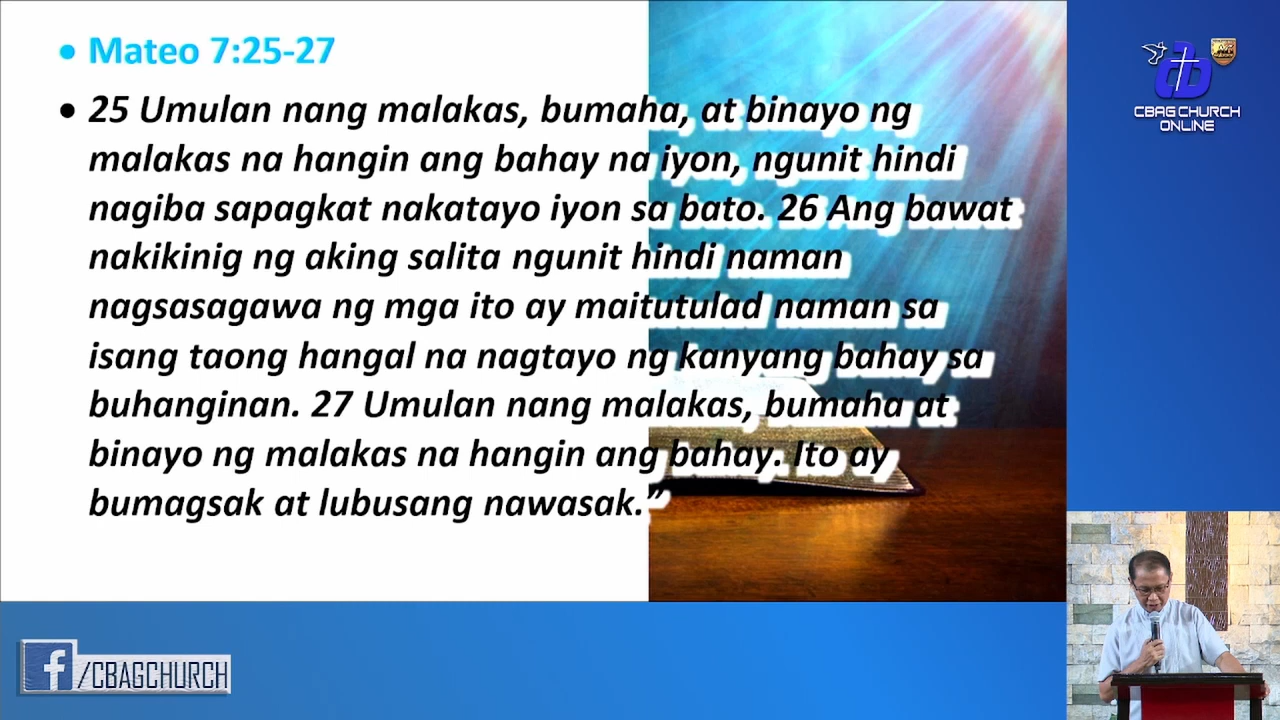 • Mateo 7:25-27
• 25 Umulan nang malakas, bumaha, at binayo ng
malakas na hangin ang bahay na iyon, ngunit hindi
nagiba sapagkat nakatayo iyon sa bato. 26 Ang bawat
nakikinig ng aking salita ngunit hindi naman
nagsasagawa ng mga ito ay maitutulad naman sa
isang taong hangal na nagtayo ng kanyang bahay sa
buhanginan. 27 Umulan nang malakas, bumaha at
binayo ng malakas na hangin ang bahay. Ito ay
bumagsak at lubusang nawasak.”
CBAG CHURCH
ONLINE
f/CBAGCHURCH